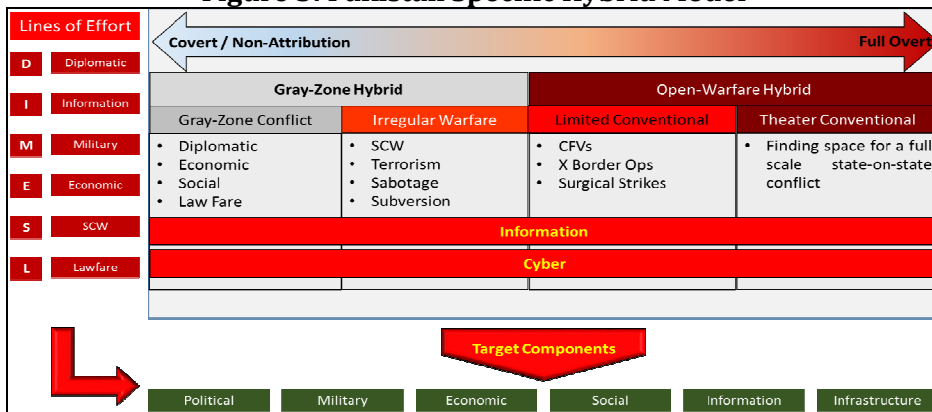 Lines of Effort
D Diplomatic
I Information
M Military
E Economic
S SCW
L Lawfare
Covert / Non-Attribution
Full Overt
Gray-Zone Hybrid
Open-Warfare Hybrid
Gray-Zone Conflict
Irregular Warfare
Limited Conventional
Theater Conventional
• Diplomatic
• Economic
• Social
• Law Fare
• SCW
• Terrorism
• Sabotage
• Subversion
• CFVs
• X Border Ops
• Surgical Strikes
• Finding space for a full
scale state-on-state
conflict
Information
Cyber
Target Components
Political
Military
Economic
Social
Information
Infrastructure